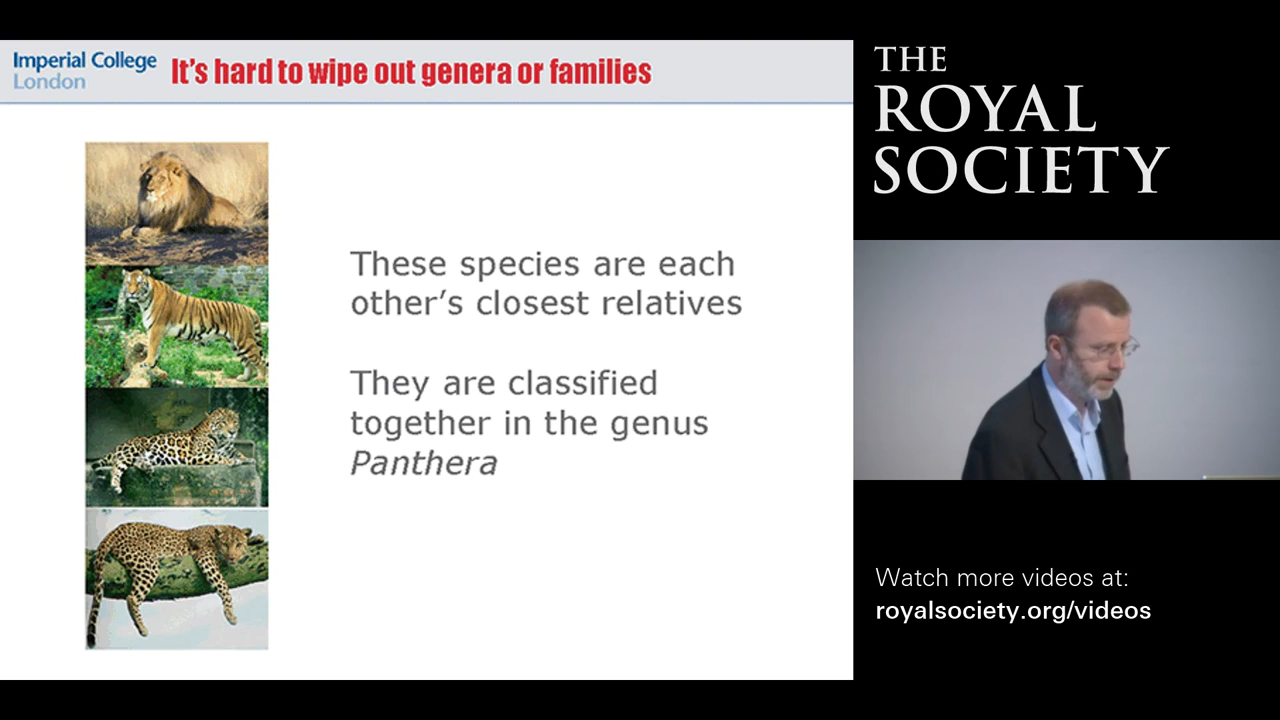 Imperial College
London
It's hard to wipe out genera or families
These species are each
other's closest relatives
They are classified
together in the genus
Panthera
THE
ROYAL
SOCIETY
Watch more videos at:
royalsociety.org/videos